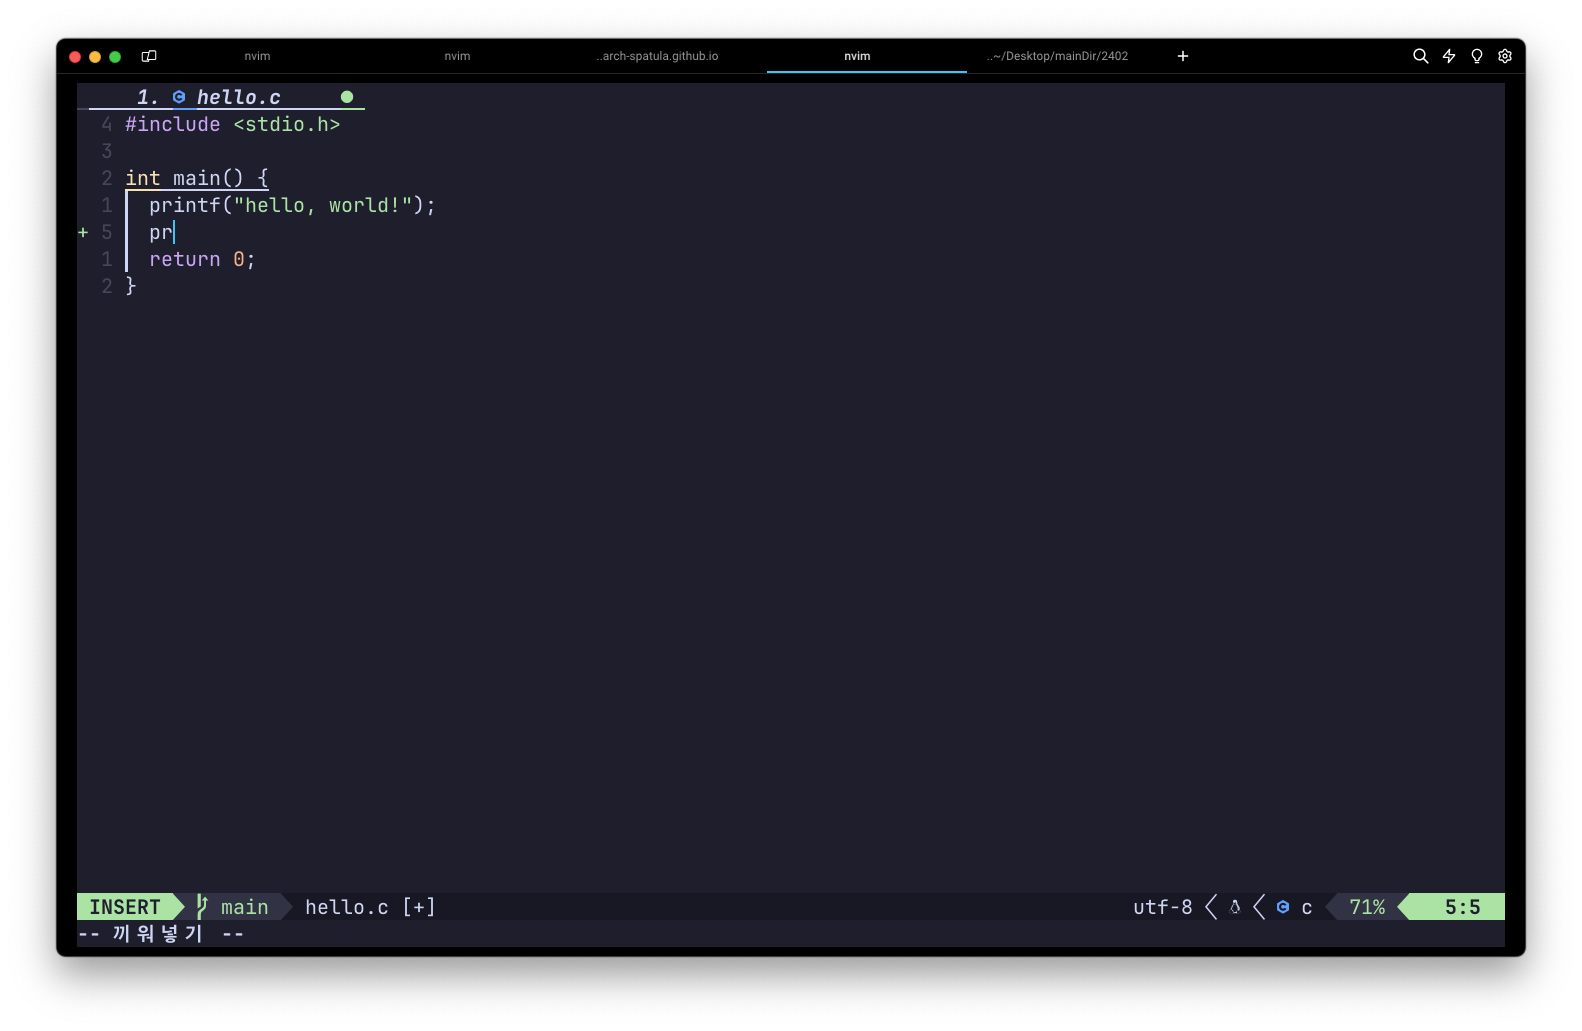 nvim nvim ..arch-spatula.github.io nvim ..~/Desktop/mainDir/2402 +
1. hello.c
4 #include <stdio.h>
3
2 int main() {
1 printf("hello, world!");
+ 5 pr
1 return 0;
2 }
INSERT main hello.c [+] utf-8 c 71% 5:5
-- 끼워넣기 --